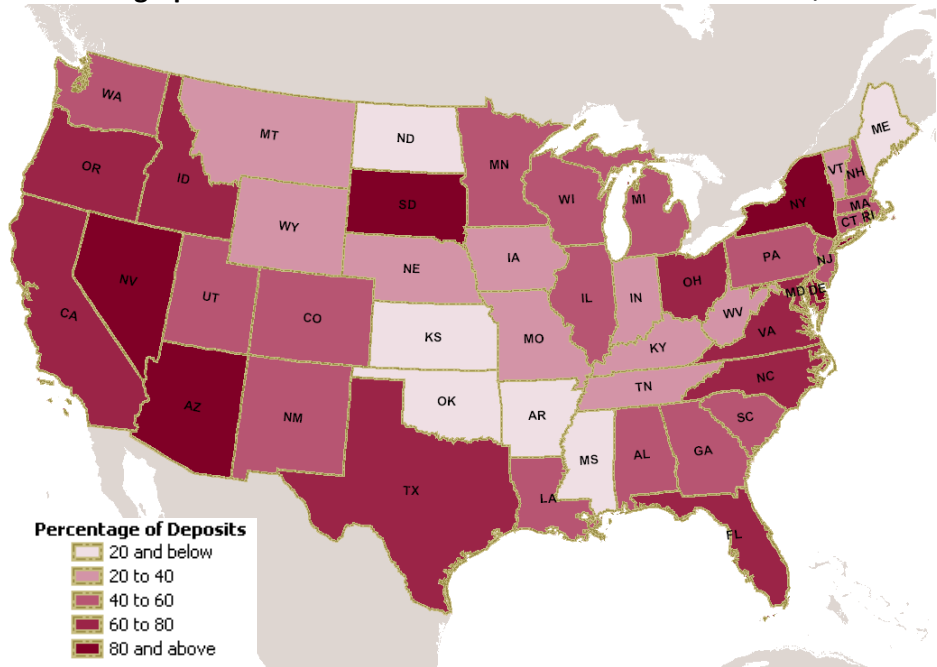 WA
MT
ND
MN
ME
OR
ID
SD
WI
MI
VT
NH
NY
MA
CT
RI
WY
IA
NE
PA
NJ
NV
UT
CO
IL
IN
OH
MD
DE
WV
VA
CA
KS
MO
KY
NC
TN
AZ
NM
OK
AR
SC
MS
AL
GA
TX
LA
FL
Percentage of Deposits
20 and below
20 to 40
40 to 60
60 to 80
80 and above